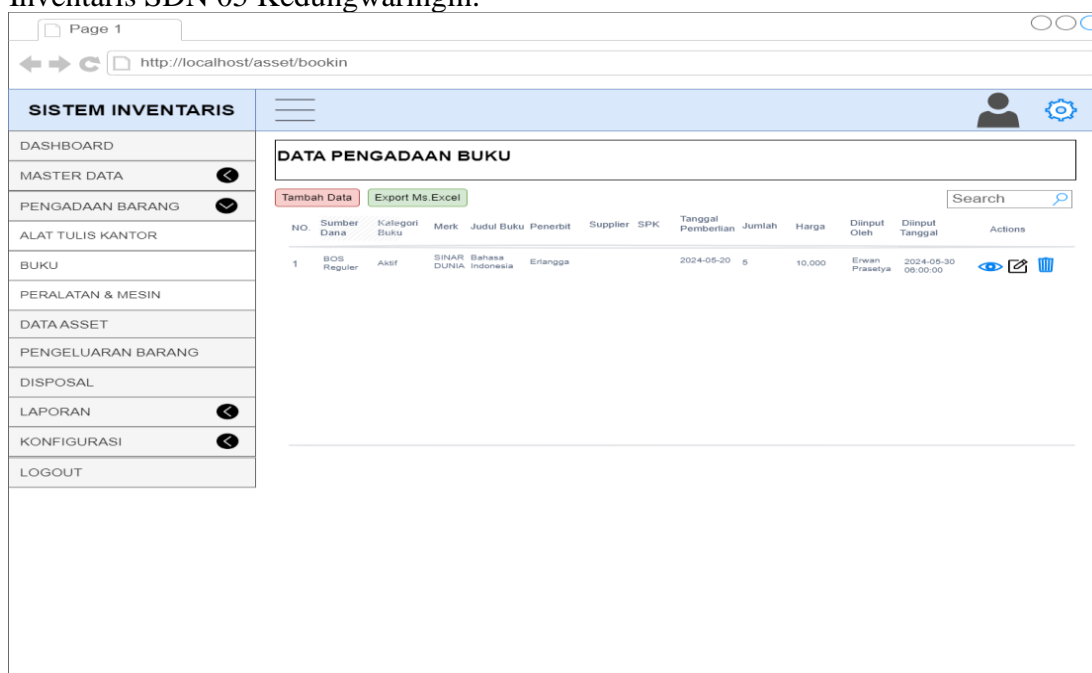 Inventaris SDN 03 Kedungwaringin.
Page 1
http://localhost/asset/bookin
SISTEM INVENTARIS
DASHBOARD
MASTER DATA
PENGADAAN BARANG
ALAT TULIS KANTOR
BUKU
PERALATAN & MESIN
DATA ASSET
PENGELUARAN BARANG
DISPOSAL
LAPORAN
KONFIGURASI
LOGOUT
DATA PENGADAAN BUKU
Tambah Data Export Ms.Excel Search
NO. Sumber Dana Kategori Buku Merk Judul Buku Penerbit Supplier SPK Tanggal Pemberlian Jumlah Harga Diinput Oleh Diinput Tanggal Actions
1 BOS Reguler Aktif SINAR DUNIA Bahasa Indonesia Erlangga 2024-05-20 5 10,000 Erwan Prasetya 2024-05-30 06:00:00